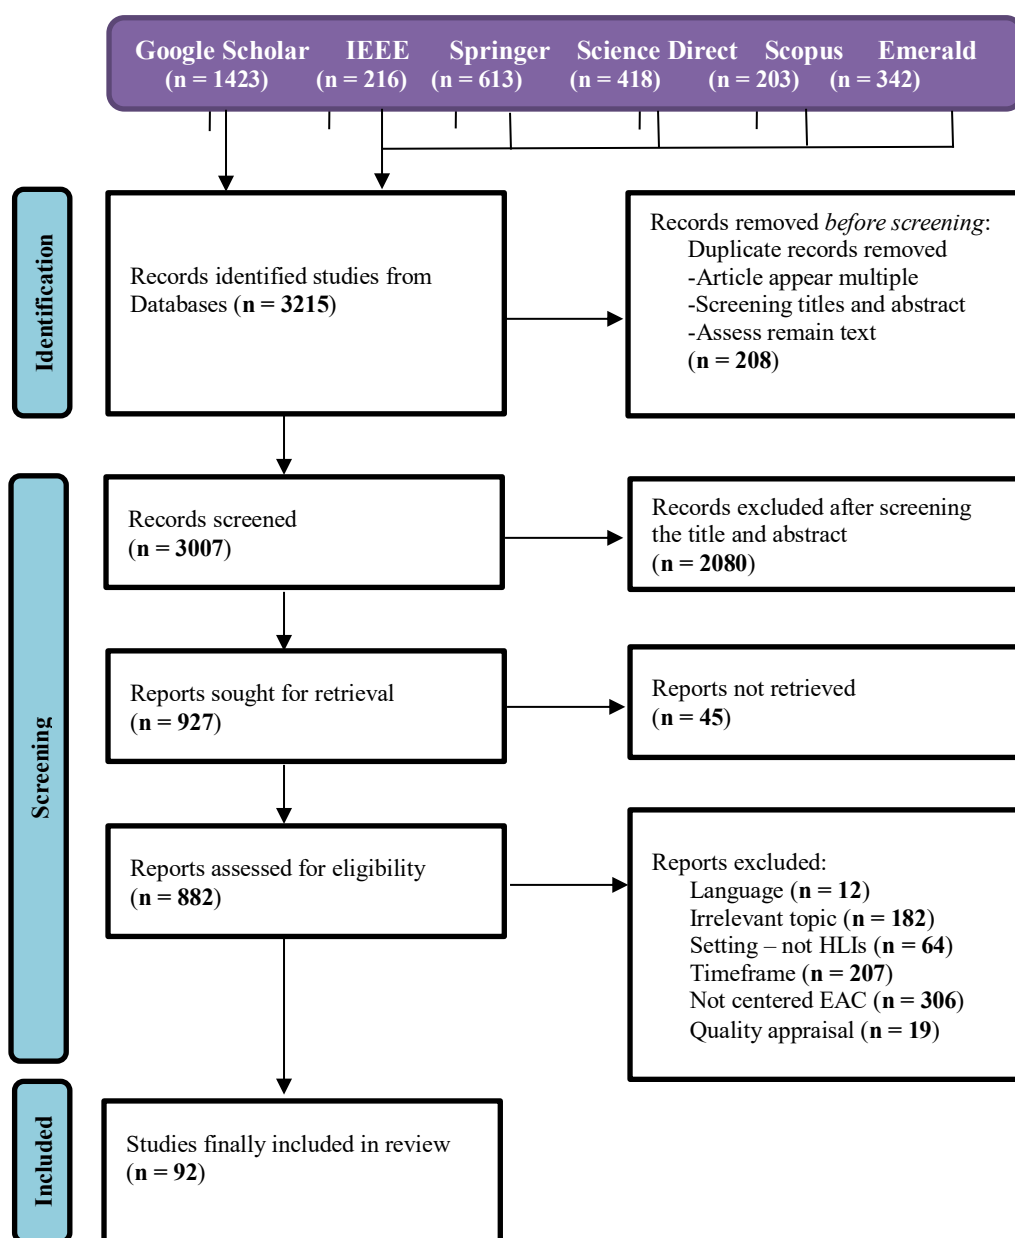 Google Scholar IEEE Springer Science Direct Scopus Emerald
(n = 1423) (n = 216) (n = 613) (n = 418) (n = 203) (n = 342)
Identification
Records identified studies from
Databases (n = 3215)
Records removed before screening:
Duplicate records removed
-Article appear multiple
-Screening titles and abstract
-Assess remain text
(n = 208)
Screening
Records screened
(n = 3007)
Records excluded after screening
the title and abstract
(n = 2080)
Reports sought for retrieval
(n = 927)
Reports not retrieved
(n = 45)
Reports assessed for eligibility
(n = 882)
Reports excluded:
Language (n = 12)
Irrelevant topic (n = 182)
Setting – not HLIs (n = 64)
Timeframe (n = 207)
Not centered EAC (n = 306)
Quality appraisal (n = 19)
Included
Studies finally included in review
(n = 92)